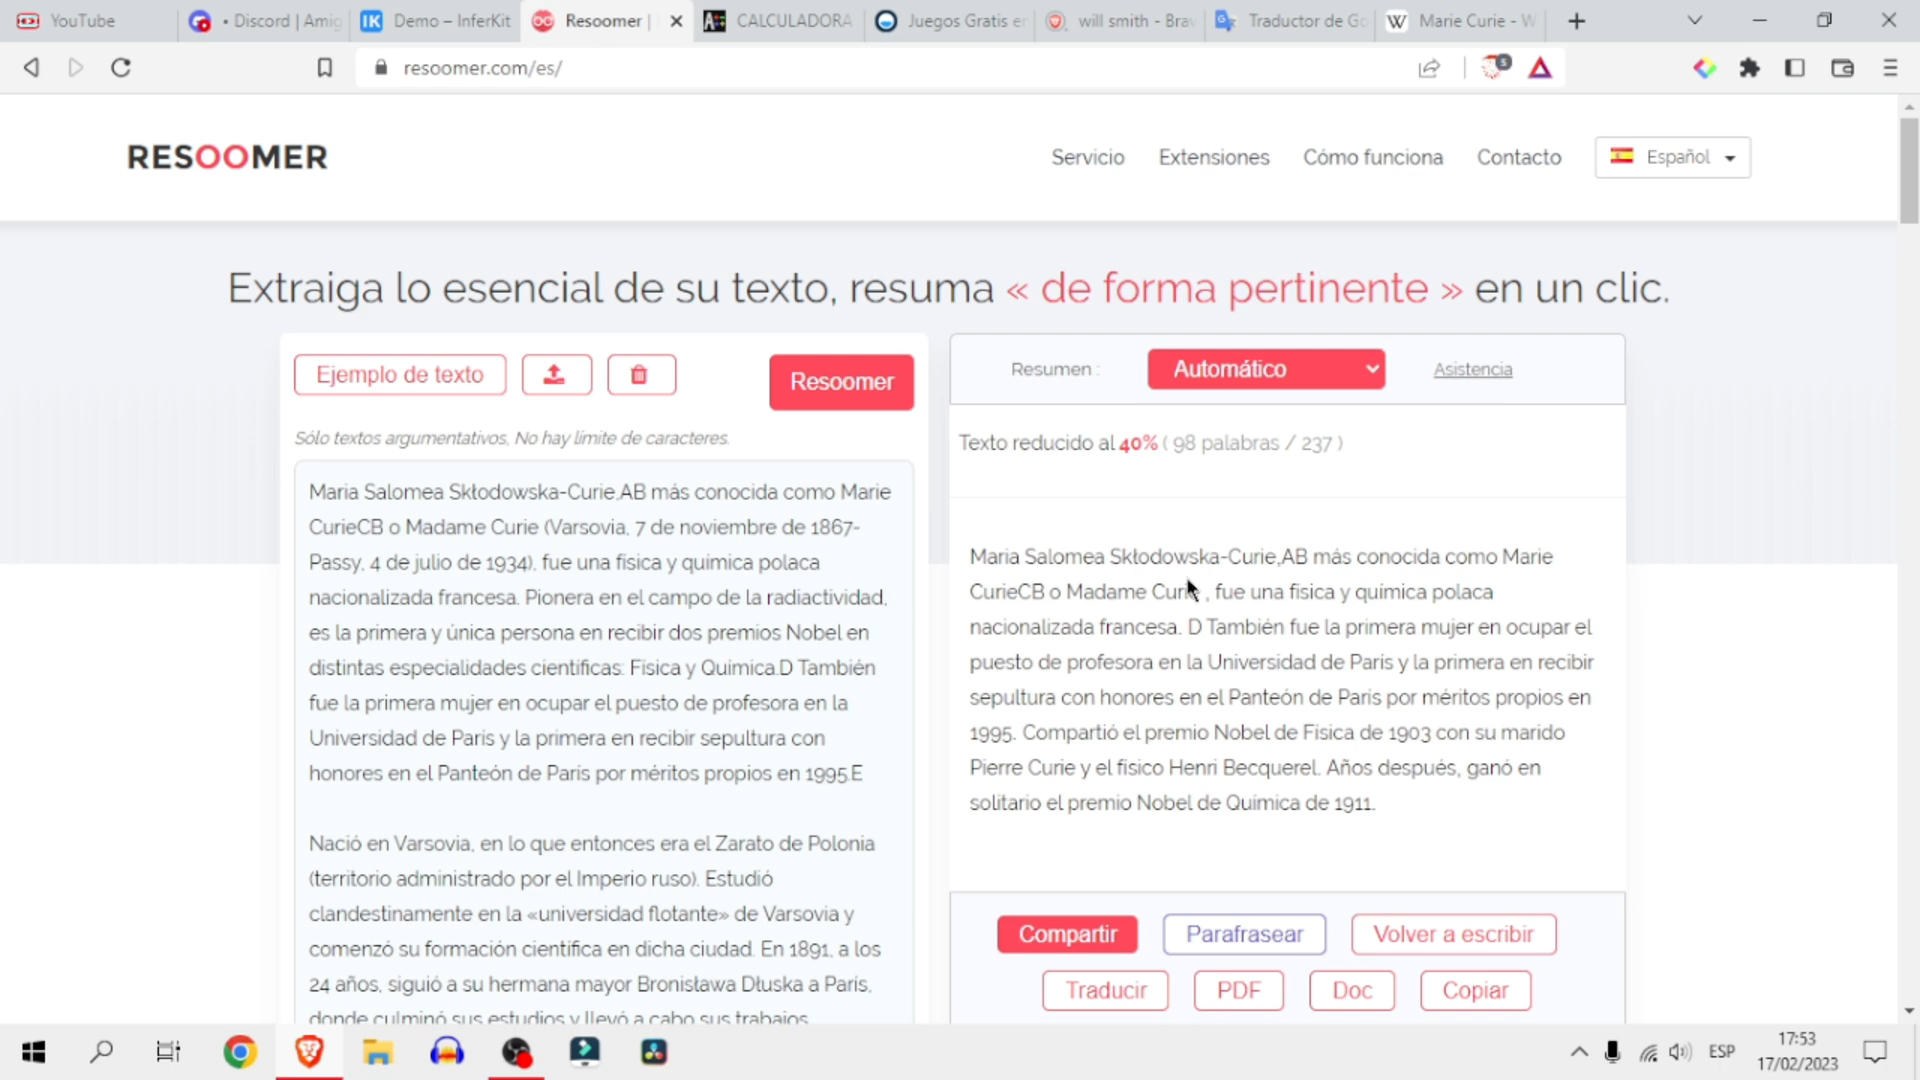 YouTube
• Discord | Amig
Demo – InferKit
Resoomer |
CALCULADORA
Juegos Gratis en
will smith - Brav
Traductor de Go
Marie Curie - W
resoomer.com/es/
5
RESOOMER
Servicio
Extensiones
Cómo funciona
Contacto
Español
Extraiga lo esencial de su texto, resuma « de forma pertinente » en un clic.
Ejemplo de texto
Resoomer
Sólo textos argumentativos, No hay límite de caracteres.
Maria Salomea Skłodowska-Curie,AB más conocida como Marie
CurieCB o Madame Curie (Varsovia, 7 de noviembre de 1867-
Passy, 4 de julio de 1934), fue una física y química polaca
nacionalizada francesa. Pionera en el campo de la radiactividad,
es la primera y única persona en recibir dos premios Nobel en
distintas especialidades científicas: Física y Química.D También
fue la primera mujer en ocupar el puesto de profesora en la
Universidad de París y la primera en recibir sepultura con
honores en el Panteón de París por méritos propios en 1995.E
Nació en Varsovia, en lo que entonces era el Zarato de Polonia
(territorio administrado por el Imperio ruso). Estudió
clandestinamente en la «universidad flotante» de Varsovia y
comenzó su formación científica en dicha ciudad. En 1891, a los
24 años, siguió a su hermana mayor Bronisława Dłuska a París,
donde culminó sus estudios y llevó a cabo sus trabajos
Resumen :
Automático
Asistencia
Texto reducido al 40% ( 98 palabras / 237 )
Maria Salomea Skłodowska-Curie,AB más conocida como Marie
CurieCB o Madame Curie , fue una física y química polaca
nacionalizada francesa. D También fue la primera mujer en ocupar el
puesto de profesora en la Universidad de París y la primera en recibir
sepultura con honores en el Panteón de París por méritos propios en
1995. Compartió el premio Nobel de Física de 1903 con su marido
Pierre Curie y el físico Henri Becquerel. Años después, ganó en
solitario el premio Nobel de Química de 1911.
Compartir
Parafrasear
Volver a escribir
Traducir
PDF
Doc
Copiar
ESP
17:53
17/02/2023